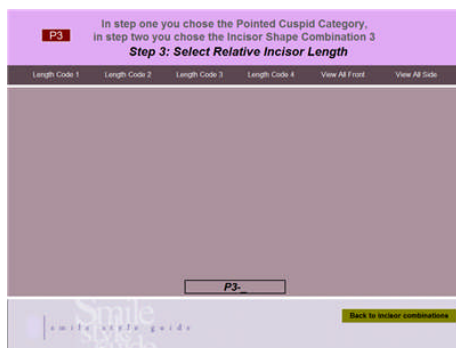 P3
In step one you chose the Pointed Cuspid Category,
in step two you chose the Incisor Shape Combination 3
Step 3: Select Relative Incisor Length
Length Code 1 Length Code 2 Length Code 3 Length Code 4 View All Front View All Side
P3-_
Smile
style
guide
smile style guide
Back to incisor combinations